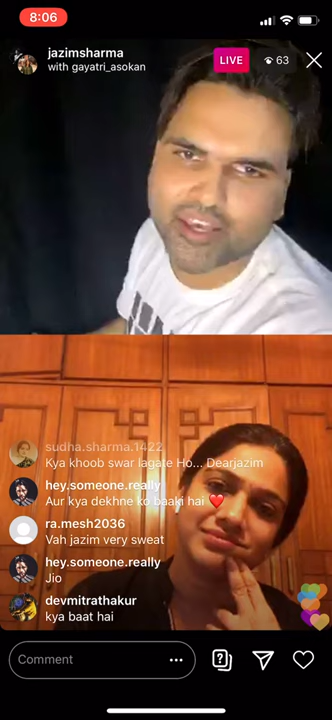 8:06
jazimsharma
with gayatri_asokan
LIVE
63
sudha.sharma.1422
Kya khoob swar lagate Ho... Dearjazim
hey.someone.really
Aur kya dekhne ko baaki hai ❤️
ra.mesh2036
Vah jazim very sweat
hey.someone.really
Jio
devmitrathakur
kya baat hai
Comment